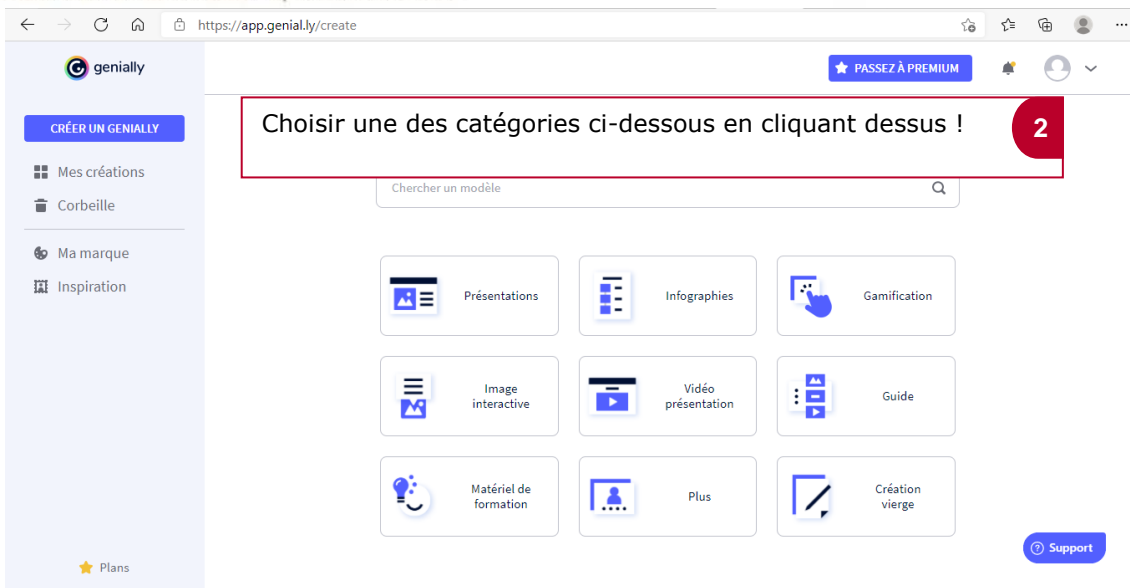 https://app.genial.ly/create
genially
PASSEZ À PREMIUM
CRÉER UN GENIALLY
Mes créations
Corbeille
Ma marque
Inspiration
Plans
Choisir une des catégories ci-dessous en cliquant dessus !
2
Chercher un modèle
Présentations
Infographies
Gamification
Image
interactive
Vidéo
présentation
Guide
Matériel de
formation
Plus
Création
vierge
Support